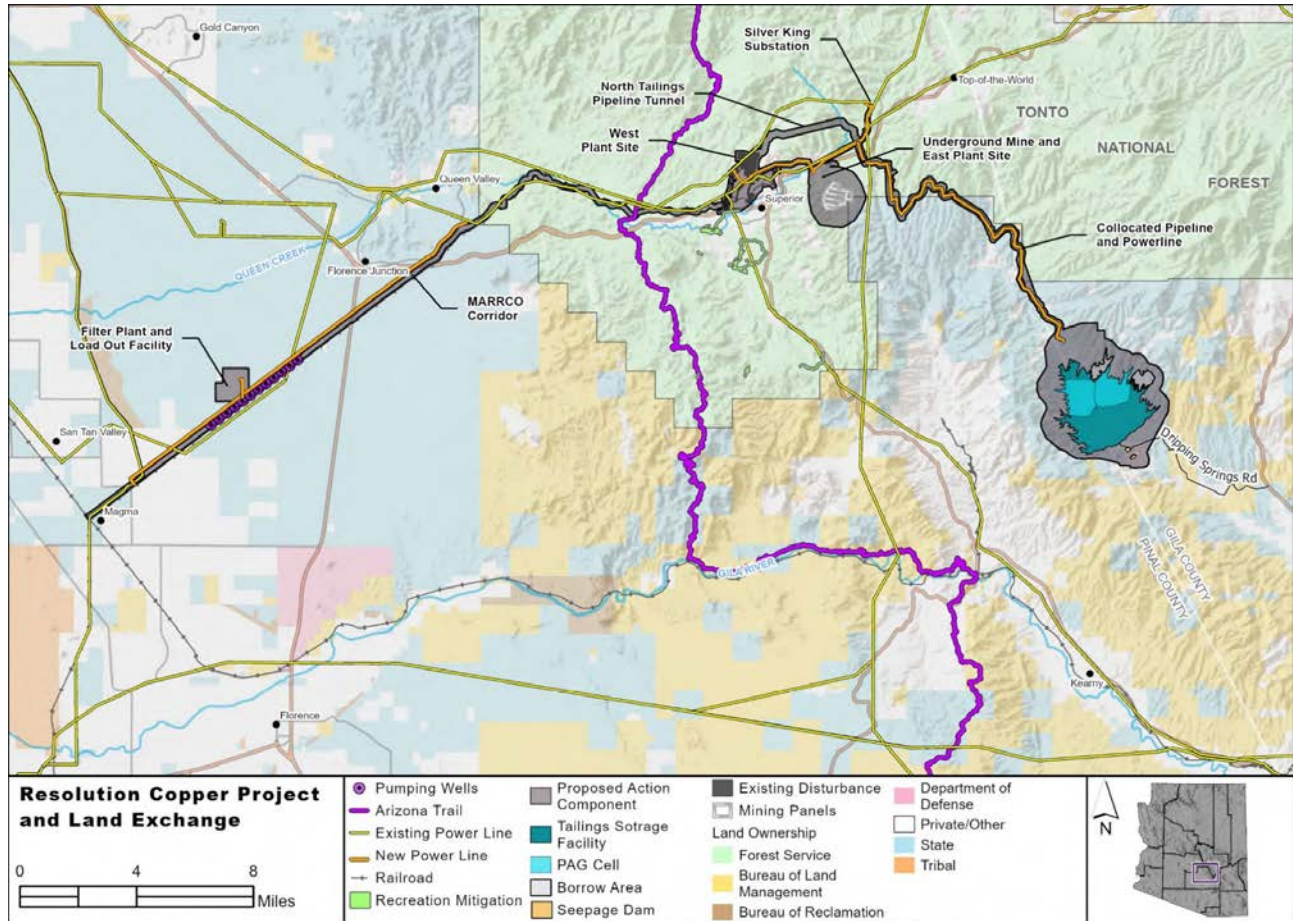 Gold Canyon
Silver King
Substation
Top-of-the-World
North Tailings
Pipeline Tunnel
TONTO
West
Plant Site
Underground Mine and
East Plant Site
NATIONAL
Queen Valley
FOREST
Superior
Collocated Pipeline
and Powerline
QUEEN CREEK
Florence Junction
MARRCO
Corridor
Filter Plant and
Load Out Facility
San Tan Valley
Dripping Springs Rd
Magma
GILA RIVER
GILA COUNTY
PINAL COUNTY
Kearny
Florence
Resolution Copper Project
and Land Exchange
0 2 4 8
Miles
Pumping Wells
Arizona Trail
Existing Power Line
New Power Line
Railroad
Recreation Mitigation
Proposed Action
Component
Tailings Sotrage
Facility
PAG Cell
Borrow Area
Seepage Dam
Existing Disturbance
Mining Panels
Land Ownership
Forest Service
Bureau of Land
Management
Bureau of Reclamation
Department of
Defense
Private/Other
State
Tribal
N